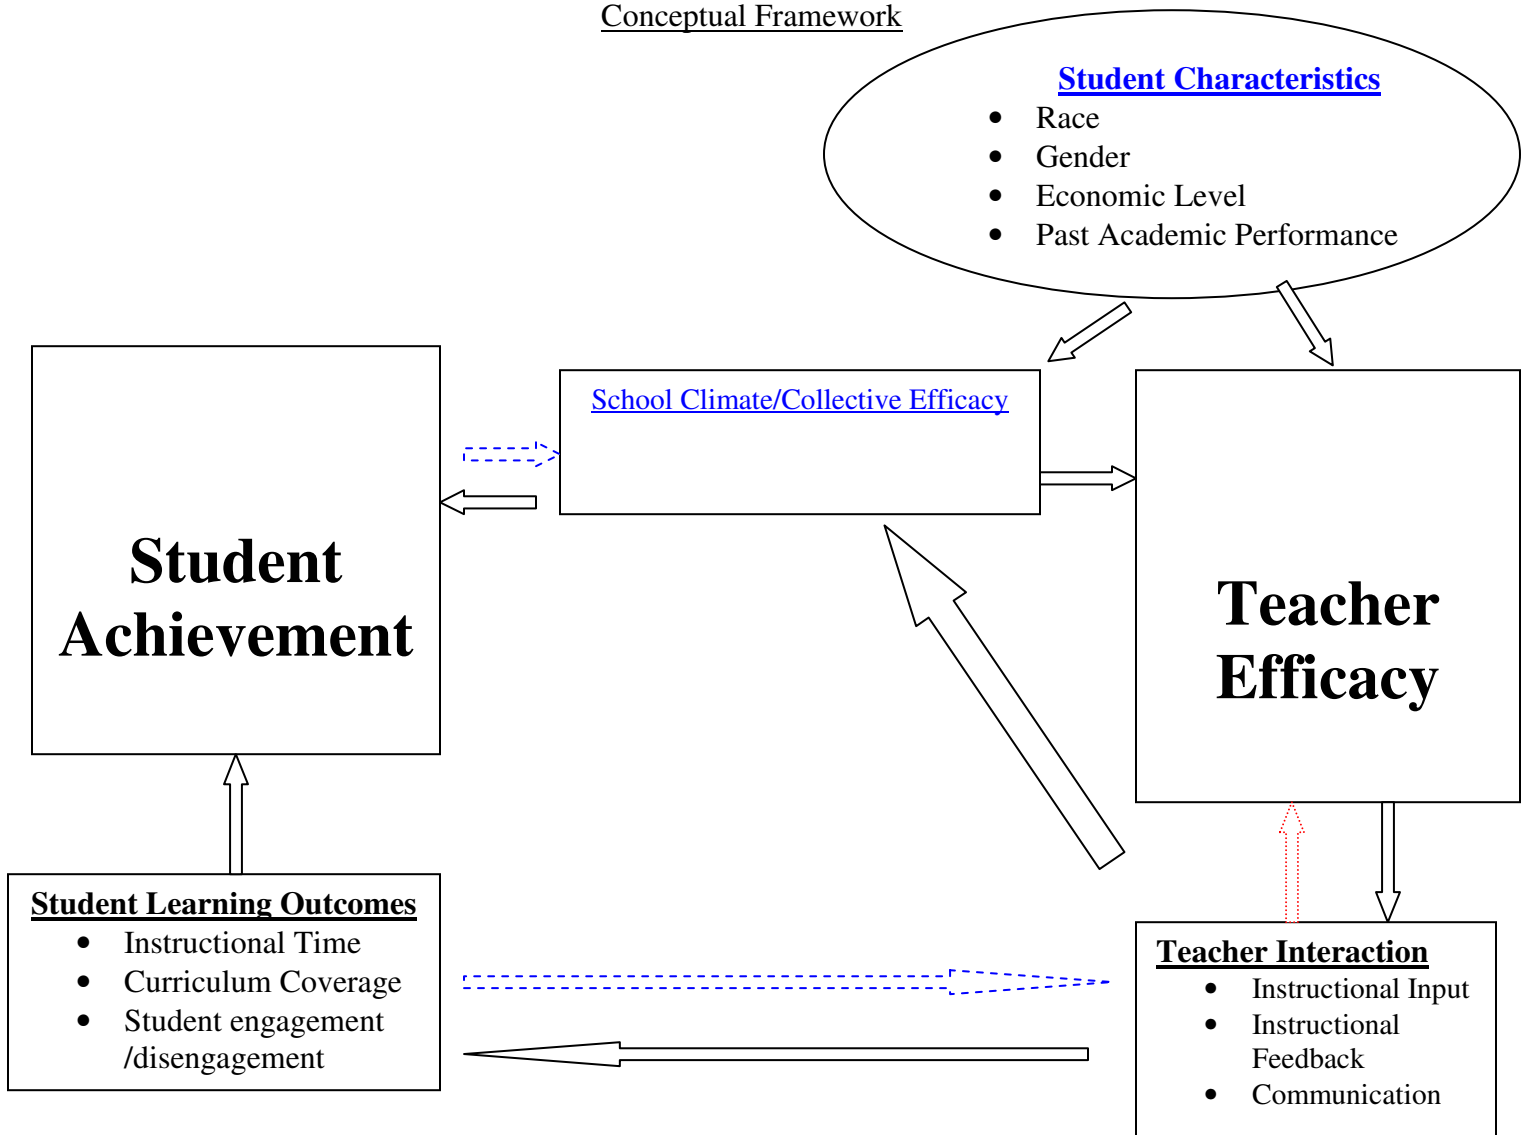 Conceptual Framework
Student Characteristics
• Race
• Gender
• Economic Level
• Past Academic Performance
School Climate/Collective Efficacy
Student
Achievement
Teacher
Efficacy
Student Learning Outcomes
• Instructional Time
• Curriculum Coverage
• Student engagement
/disengagement
Teacher Interaction
• Instructional Input
• Instructional
Feedback
• Communication